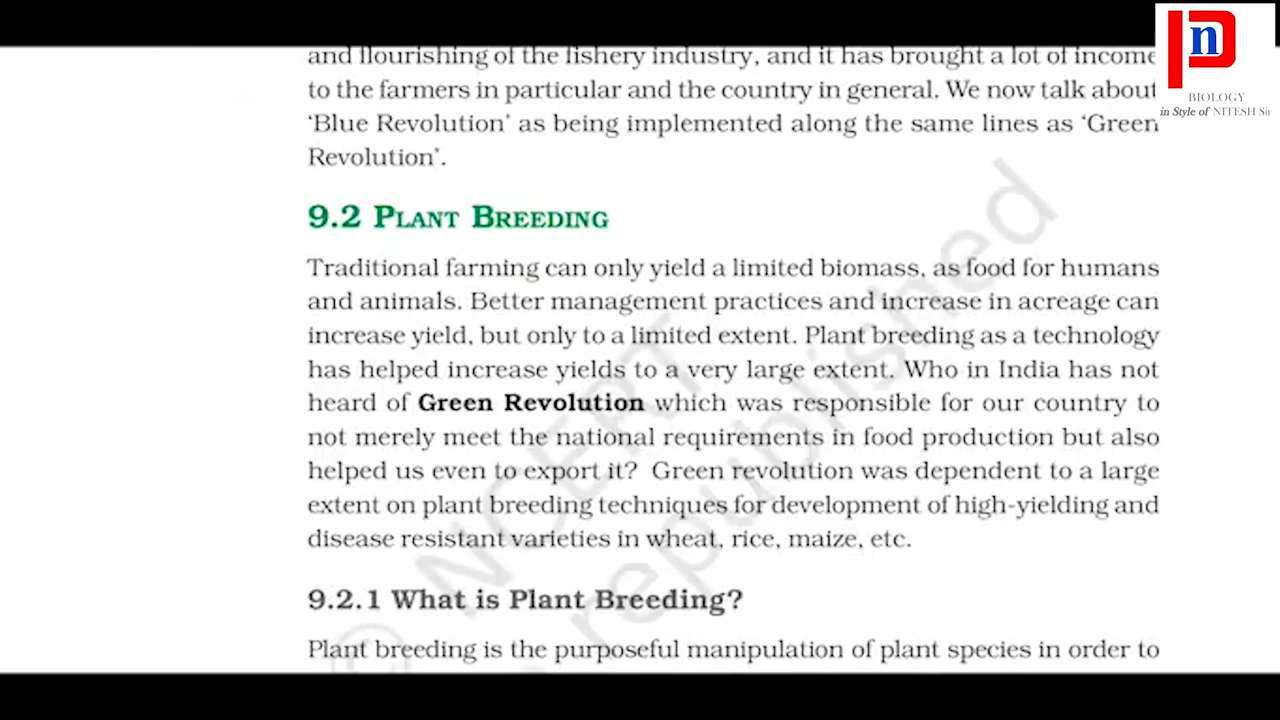 and flourishing of the fishery industry, and it has brought a lot of income
to the farmers in particular and the country in general. We now talk about
‘Blue Revolution’ as being implemented along the same lines as ‘Green
Revolution’.
9.2 PLANT BREEDING
Traditional farming can only yield a limited biomass, as food for humans
and animals. Better management practices and increase in acreage can
increase yield, but only to a limited extent. Plant breeding as a technology
has helped increase yields to a very large extent. Who in India has not
heard of Green Revolution which was responsible for our country to
not merely meet the national requirements in food production but also
helped us even to export it? Green revolution was dependent to a large
extent on plant breeding techniques for development of high-yielding and
disease resistant varieties in wheat, rice, maize, etc.
9.2.1 What is Plant Breeding?
Plant breeding is the purposeful manipulation of plant species in order to
n
BIOLOGY
in Style of NITESH Sir
© NCERT
republished